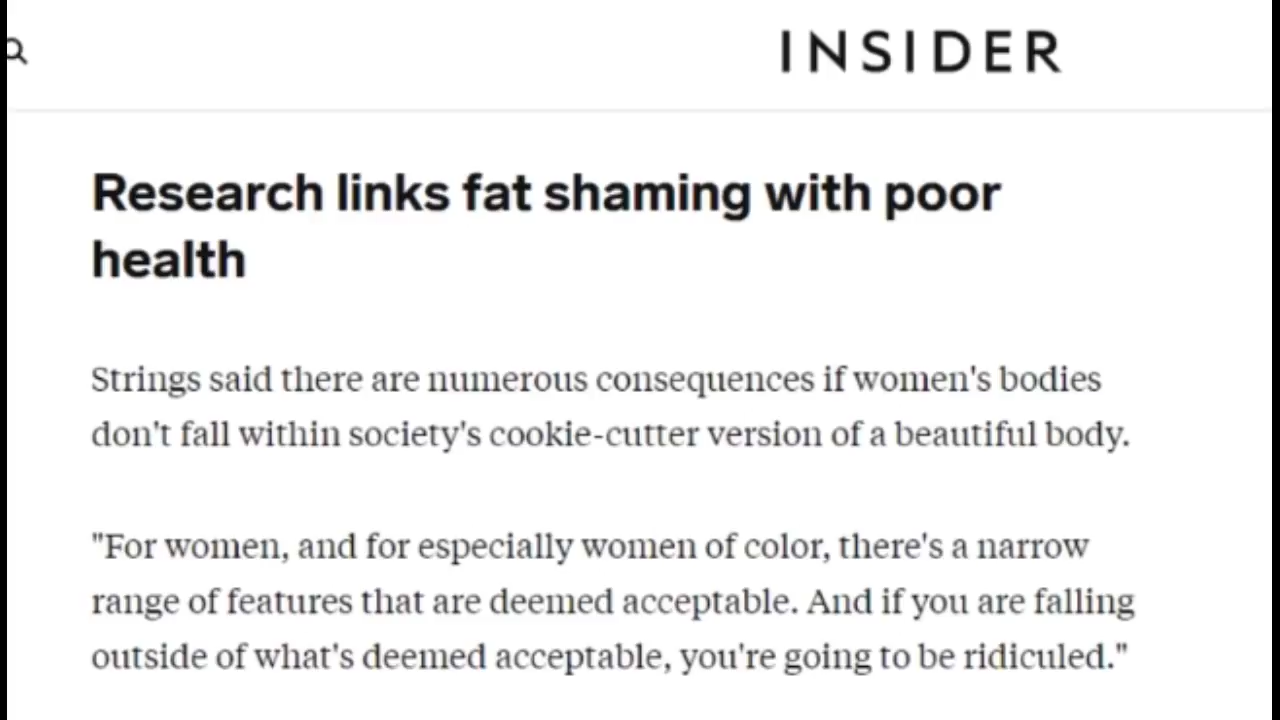 INSIDER
Research links fat shaming with poor
health
Strings said there are numerous consequences if women's bodies
don't fall within society's cookie-cutter version of a beautiful body.
"For women, and for especially women of color, there's a narrow
range of features that are deemed acceptable. And if you are falling
outside of what's deemed acceptable, you're going to be ridiculed."